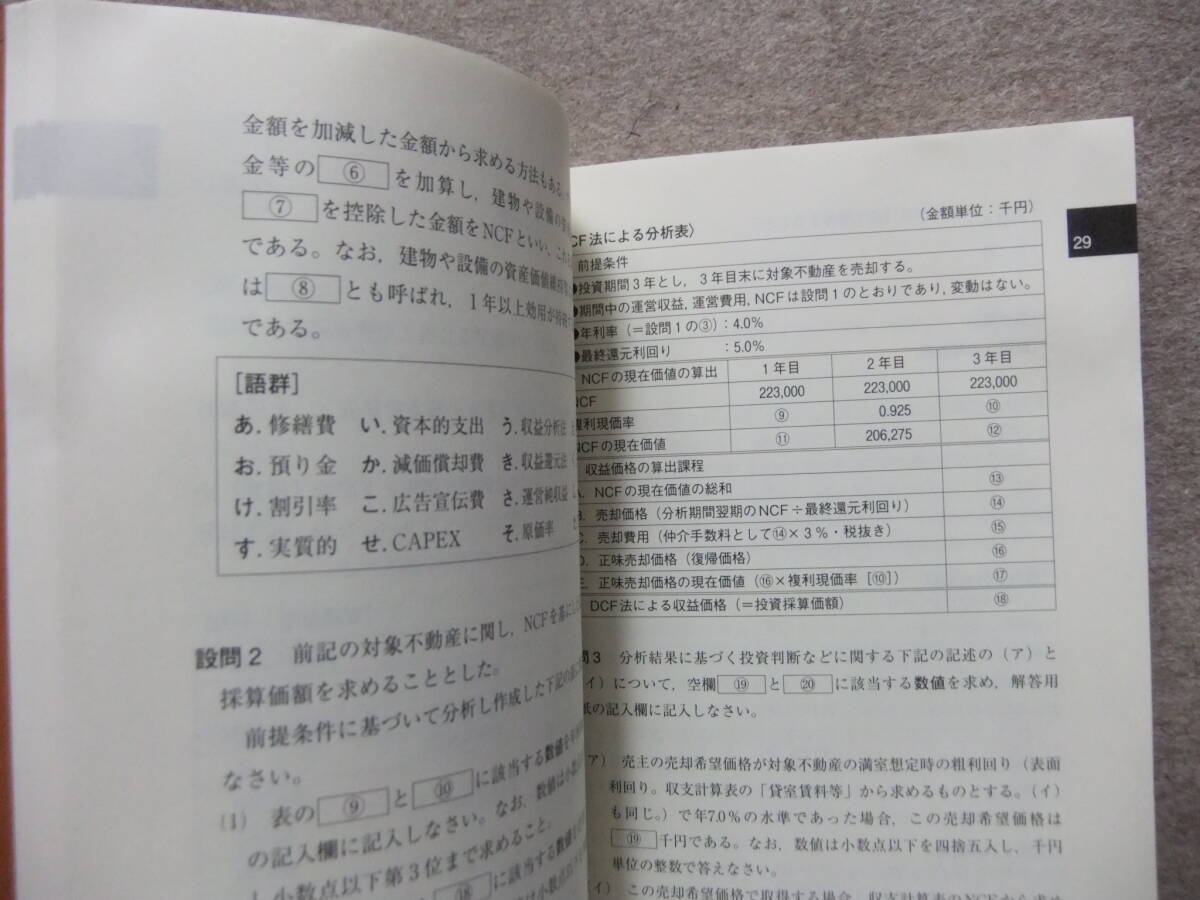 金額を加減した金額から求める方法もある。
金等の ⑥ を加算し，建物や設備の
⑦ を控除した金額をNCFといい，これ
である。なお，建物や設備の資産価値維持
は ⑧ とも呼ばれ，1年以上効用が持続
である。
［語群］
あ．修繕費　い．資本的支出　う．収益分析法
お．預り金　か．減価償却費　き．収益還元法
け．割引率　こ．広告宣伝費　さ．運営純収益
す．実質的　せ．CAPEX　そ．原価率
設問2　前記の対象不動産に関し，NCFを基に
採算価額を求めることとした。
前提条件に基づいて分析し作成した下記の
なさい。
(1)　表の ⑨ と ⑩ に該当する数値を
の記入欄に記入しなさい。なお，数値は小数
し小数点以下第3位まで求めること。
⑱ に該当する数値
は小数点以下
29
（金額単位：千円）
CF法による分析表〉
前提条件
●投資期間3年とし，3年目末に対象不動産を売却する。
●期間中の運営収益，運営費用，NCFは設問1のとおりであり，変動はない。
●年利率（＝設問1の③）：4.0％
●最終還元利回り　：5.0％
NCFの現在価値の算出　1年目　2年目　3年目
NCF　223,000　223,000　223,000
複利現価率　⑨　0.925　⑩
NCFの現在価値　⑪　206,275　⑫
収益価格の算出課程
A．NCFの現在価値の総和　⑬
B．売却価格（分析期間翌期のNCF÷最終還元利回り）　⑭
C．売却費用（仲介手数料として⑭×3％・税抜き）　⑮
D．正味売却価格（復帰価格）　⑯
E．正味売却価格の現在価値（⑯×複利現価率［⑩］）　⑰
DCF法による収益価格（＝投資採算価額）　⑱
問3　分析結果に基づく投資判断などに関する下記の記述の（ア）と
イ）について，空欄 ⑲ と ⑳ に該当する数値を求め，解答用
紙の記入欄に記入しなさい。
ア）　売主の売却希望価格が対象不動産の満室想定時の粗利回り（表面
利回り。収支計算表の「貸室賃料等」から求めるものとする。（イ）
も同じ。）で年7.0％の水準であった場合，この売却希望価格は
⑲ 千円である。なお，数値は小数点以下を四捨五入し，千円
単位の整数で答えなさい。
（イ）　この売却希望価格で取得する場合，収支計算表のNCFから求め